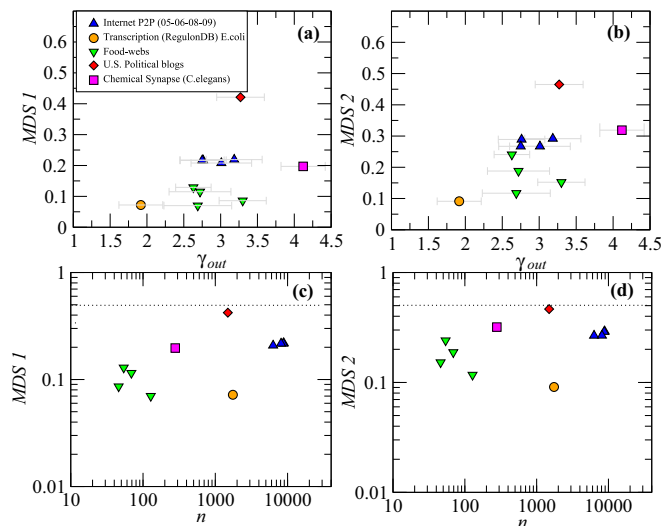 (a)
Internet P2P (05-06-08-09)
Transcription (RegulonDB) E.coli
Food-webs
U.S. Political blogs
Chemical Synapse (C.elegans)
MDS 1
0.6
0.5
0.4
0.3
0.2
0.1
0
1 1.5 2 2.5 3 3.5 4 4.5
γout
(b)
MDS 2
0.6
0.5
0.4
0.3
0.2
0.1
0
1 1.5 2 2.5 3 3.5 4 4.5
γout
(c)
MDS 1
1
0.1
0.01
10 100 1000 10000
n
(d)
MDS 2
1
0.1
0.01
10 100 1000 10000
n